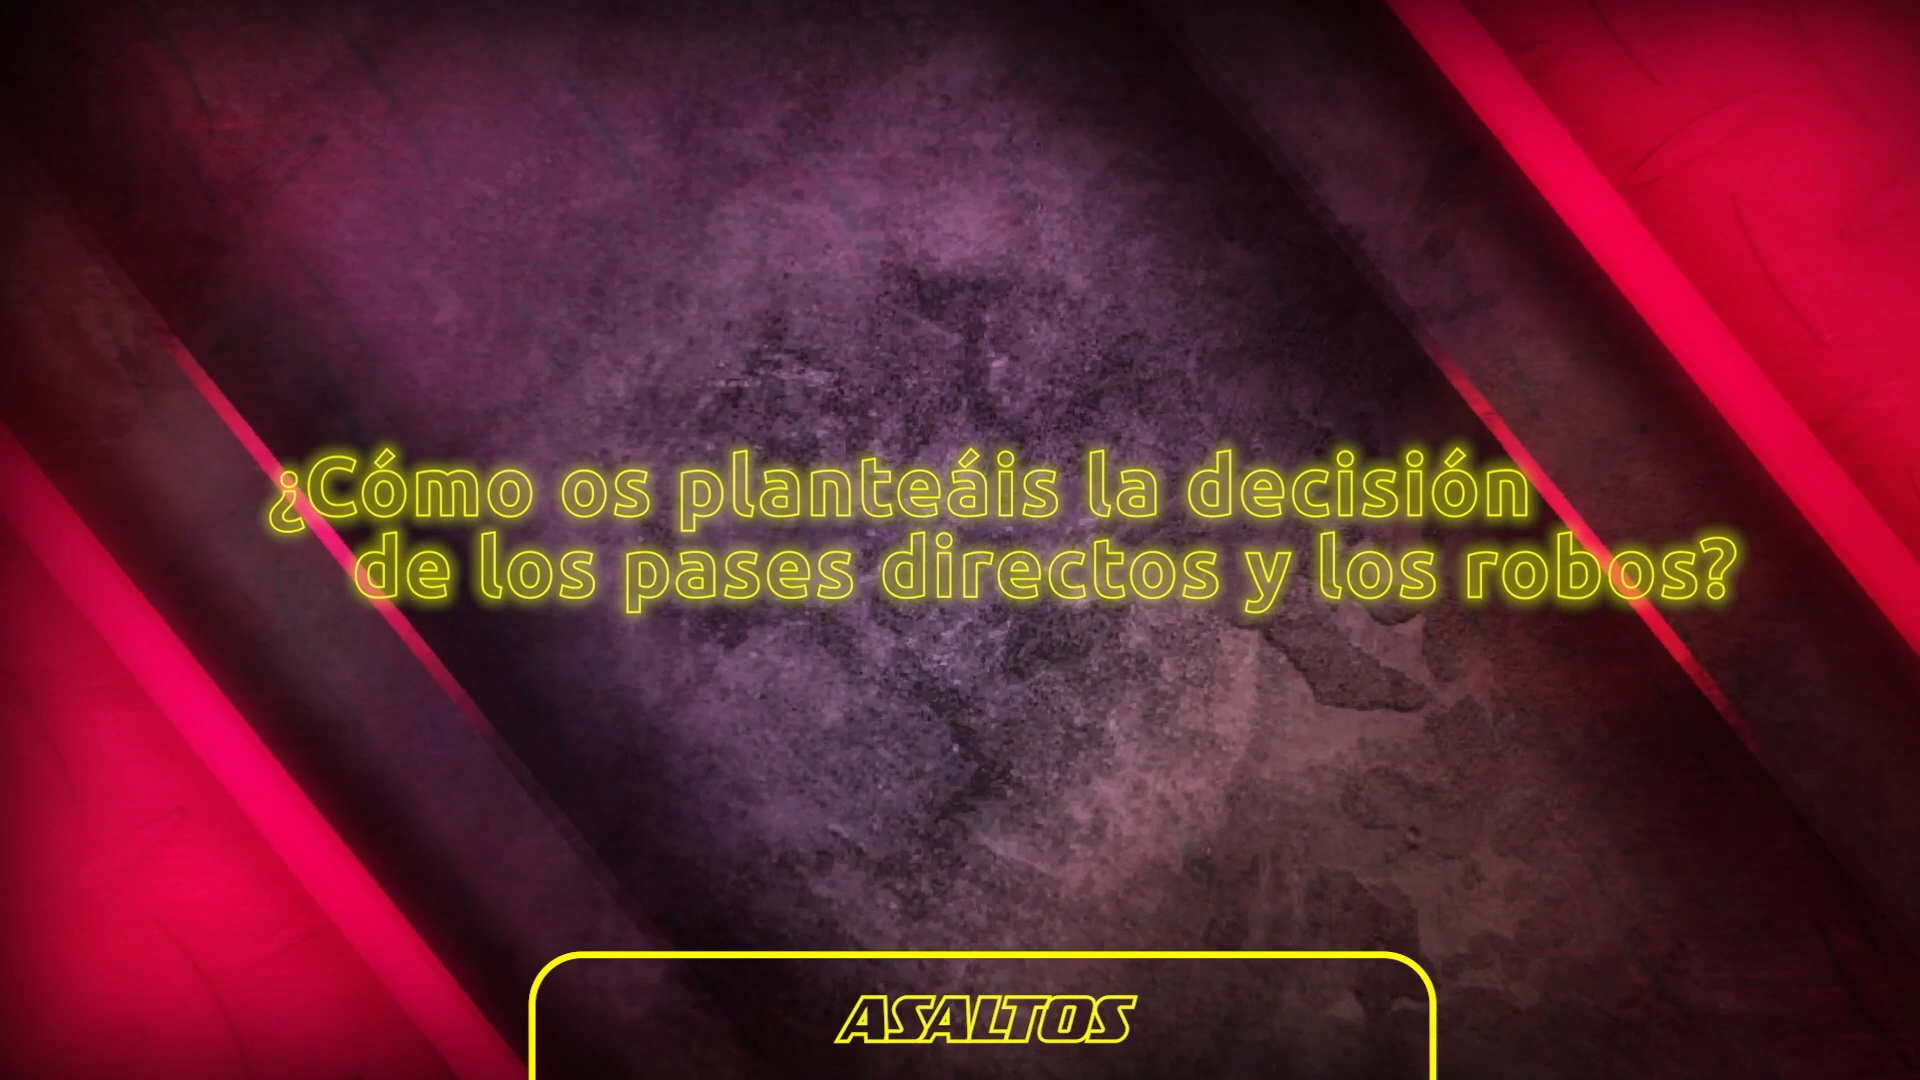 ¿Cómo os planteáis la decisión
de los pases directos y los robos?
ASALTOS